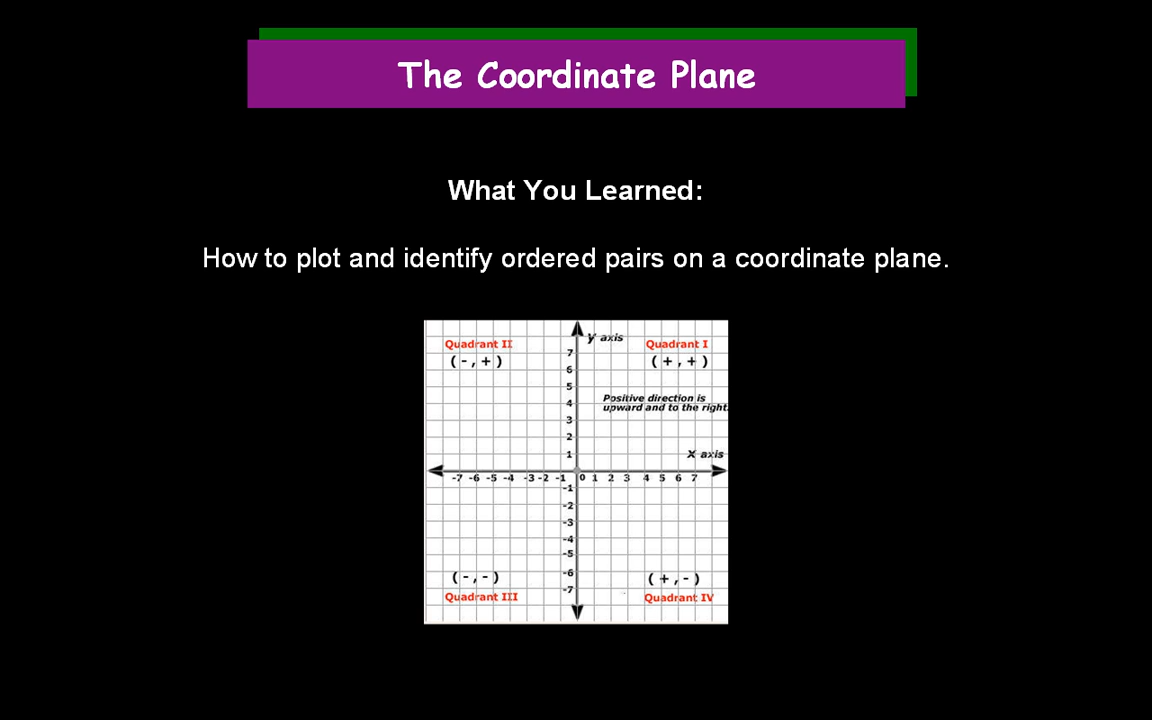 The Coordinate Plane
What You Learned:
How to plot and identify ordered pairs on a coordinate plane.
y axis
Quadrant II
Quadrant I
( - , + )
( + , + )
7
6
5
4
3
2
1
Positive direction is
upward and to the right.
X axis
-7 -6 -5 -4 -3 -2 -1 0 1 2 3 4 5 6 7
-1
-2
-3
-4
-5
-6
-7
( - , - )
( + , - )
Quadrant III
Quadrant IV